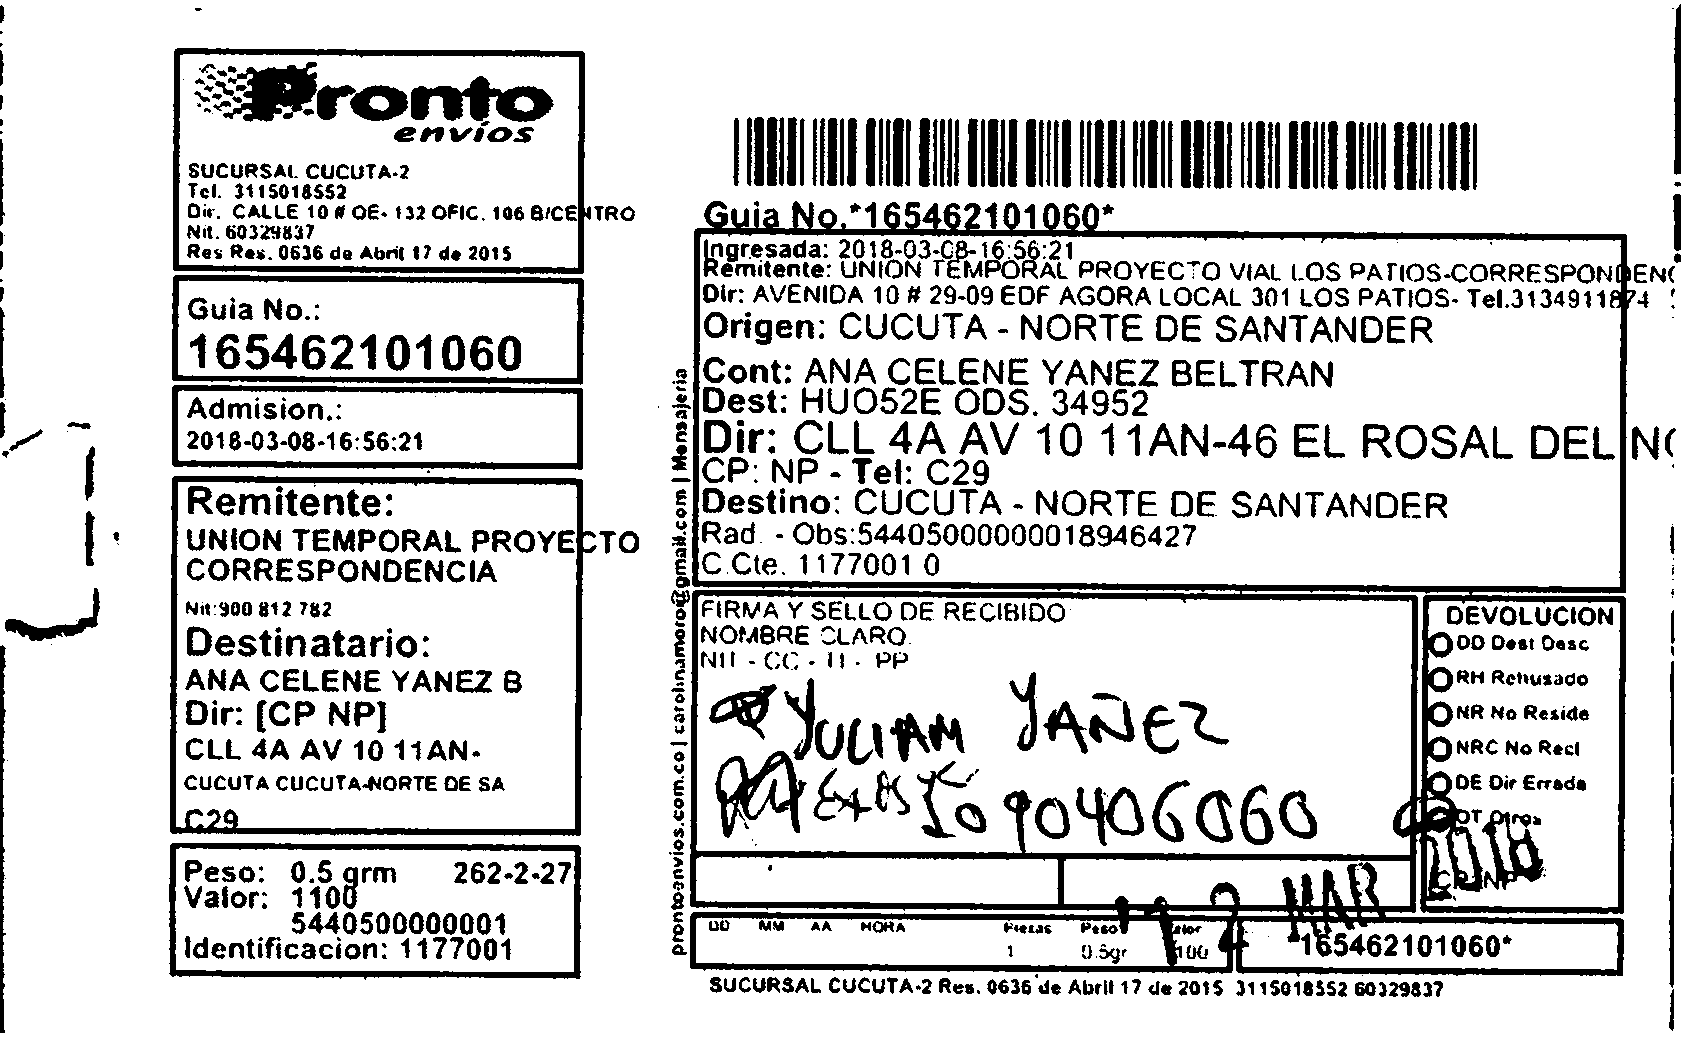 Pronto
envíos
SUCURSAL CUCUTA-2
Tel. 3115018552
Dir. CALLE 10 # OE- 132 OFIC. 106 B/CENTRO
Nit. 60329837
Res Res. 0636 de Abril 17 de 2015
Guia No.:
165462101060
Admision.:
2018-03-08-16:56:21
Remitente:
UNION TEMPORAL PROYECTO
CORRESPONDENCIA
Nit:900 812 782
Destinatario:
ANA CELENE YANEZ B
Dir: [CP NP]
CLL 4A AV 10 11AN-
CUCUTA CUCUTA-NORTE DE SA
C29
Peso: 0.5 grm 262-2-27
Valor: 1100
5440500000001
Identificacion: 1177001
prontoenvios.com.co | carolinamoro@gmail.com | Mensajeria
Guia No.*165462101060*
Ingresada: 2018-03-08-16:56:21
Remitente: UNION TEMPORAL PROYECTO VIAL LOS PATIOS-CORRESPONDENC
Dir: AVENIDA 10 # 29-09 EDF AGORA LOCAL 301 LOS PATIOS- Tel.3134911874
Origen: CUCUTA - NORTE DE SANTANDER
Cont: ANA CELENE YANEZ BELTRAN
Dest: HUO52E ODS. 34952
Dir: CLL 4A AV 10 11AN-46 EL ROSAL DEL NO
CP: NP - Tel: C29
Destino: CUCUTA - NORTE DE SANTANDER
Rad. - Obs:544050000000018946427
C.Cte. 1177001 0
FIRMA Y SELLO DE RECIBIDO
NOMBRE CLARO
NIT - CC - TI - PP
YULIAM YAÑEZ
1090406060
DEVOLUCION
DD Dest Desc
RH Rehusado
NR No Reside
NRC No Recl
DE Dir Errada
OT Otros
CP: NP
12 MAR 2018
DD MM AA HORA Piezas Peso Valor
1 0.5gr 1100
*165462101060*
SUCURSAL CUCUTA-2 Res. 0636 de Abril 17 de 2015 3115018552 60329837